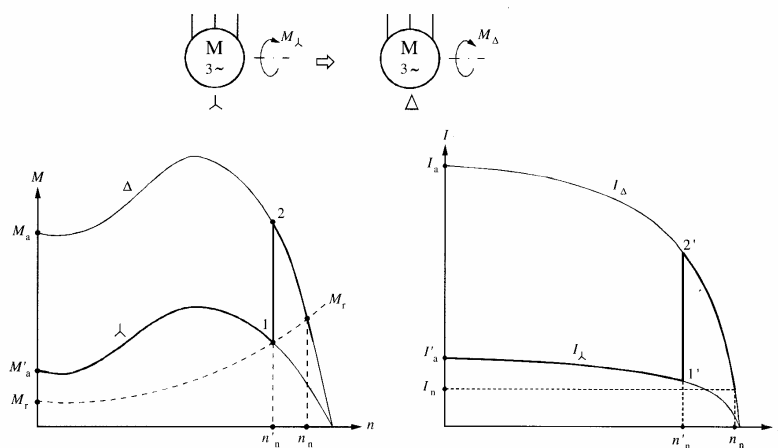 M
3~
M⅄
⇨
M
3~
MΔ
⅄
Δ
M
Δ
2
Ma
Mr
⅄
1
M'a
Mr
n'n
nn
n
I
Ia
IΔ
2'
I'a
I⅄
1'
In
n'n
nn